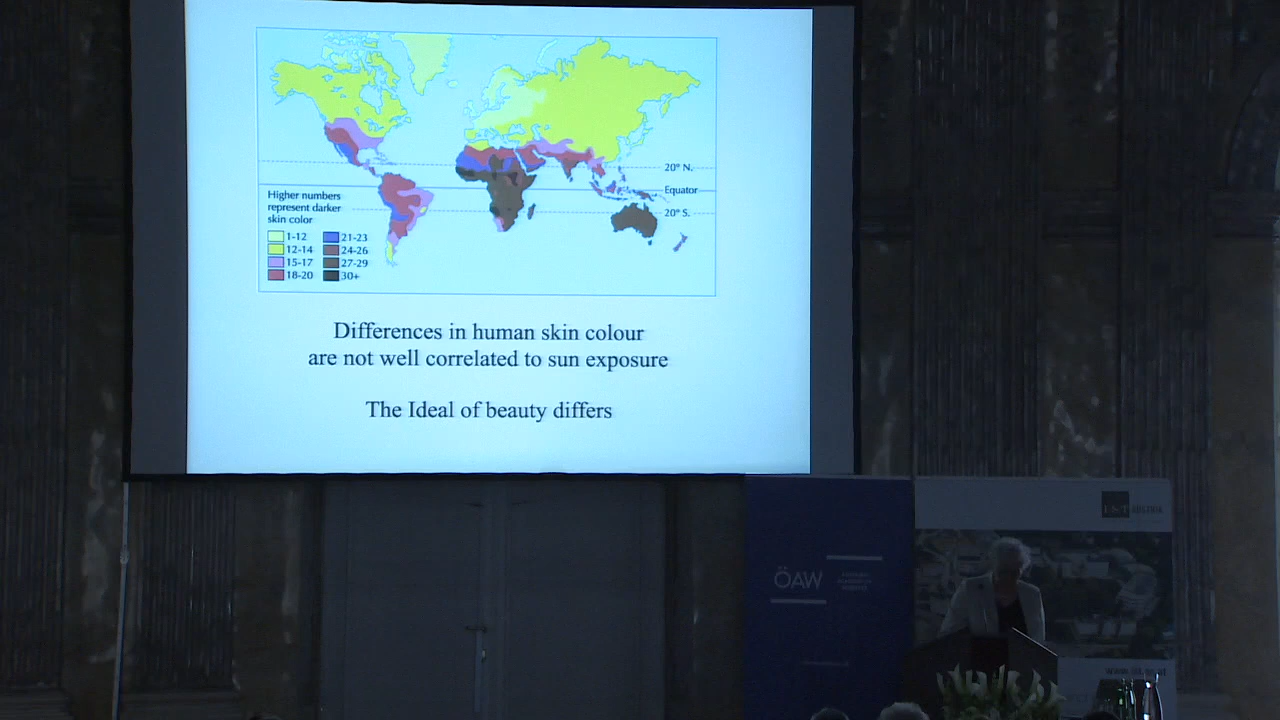 20° N.
Equator
20° S.
Higher numbers
represent darker
skin color
1-12
12-14
15-17
18-20
21-23
24-26
27-29
30+
Differences in human skin colour
are not well correlated to sun exposure
The Ideal of beauty differs
ÖAW